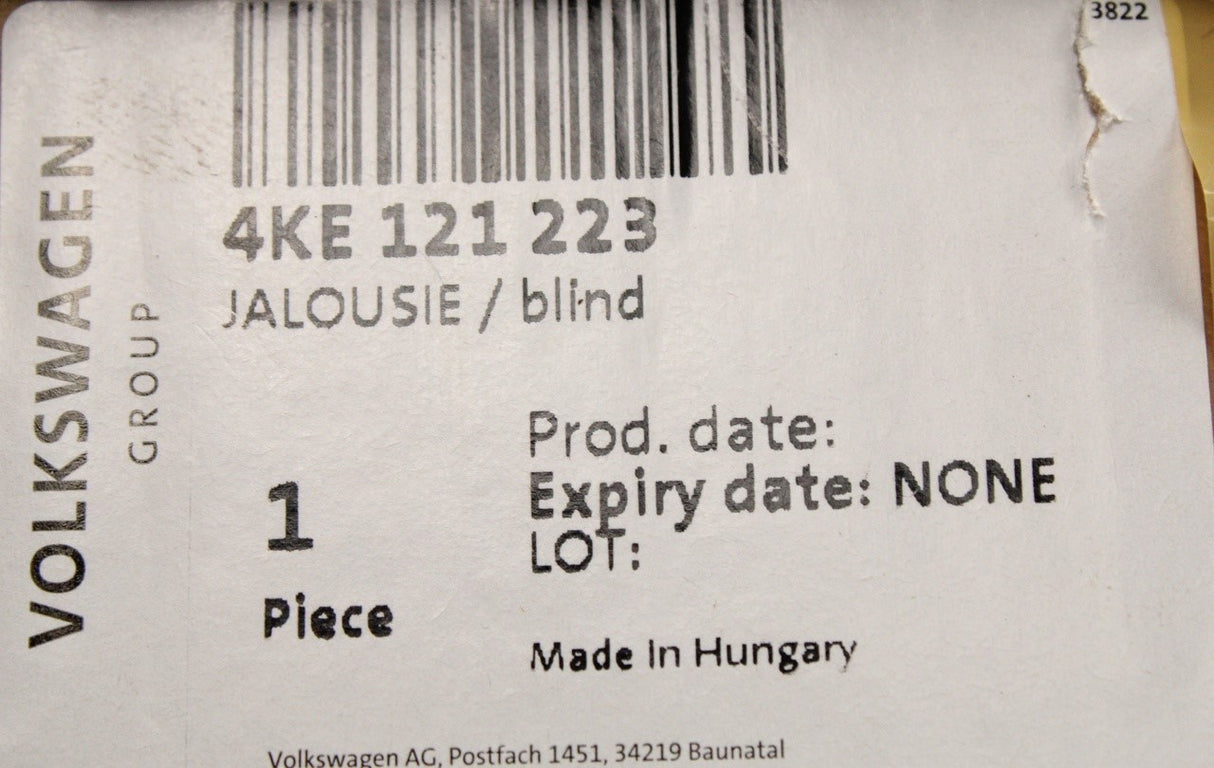 3822
VOLKSWAGEN
GROUP
4KE 121 223
JALOUSIE / blind
Prod. date:
Expiry date: NONE
LOT:
1
Piece
Made In Hungary
Volkswagen AG, Postfach 1451, 34219 Baunatal